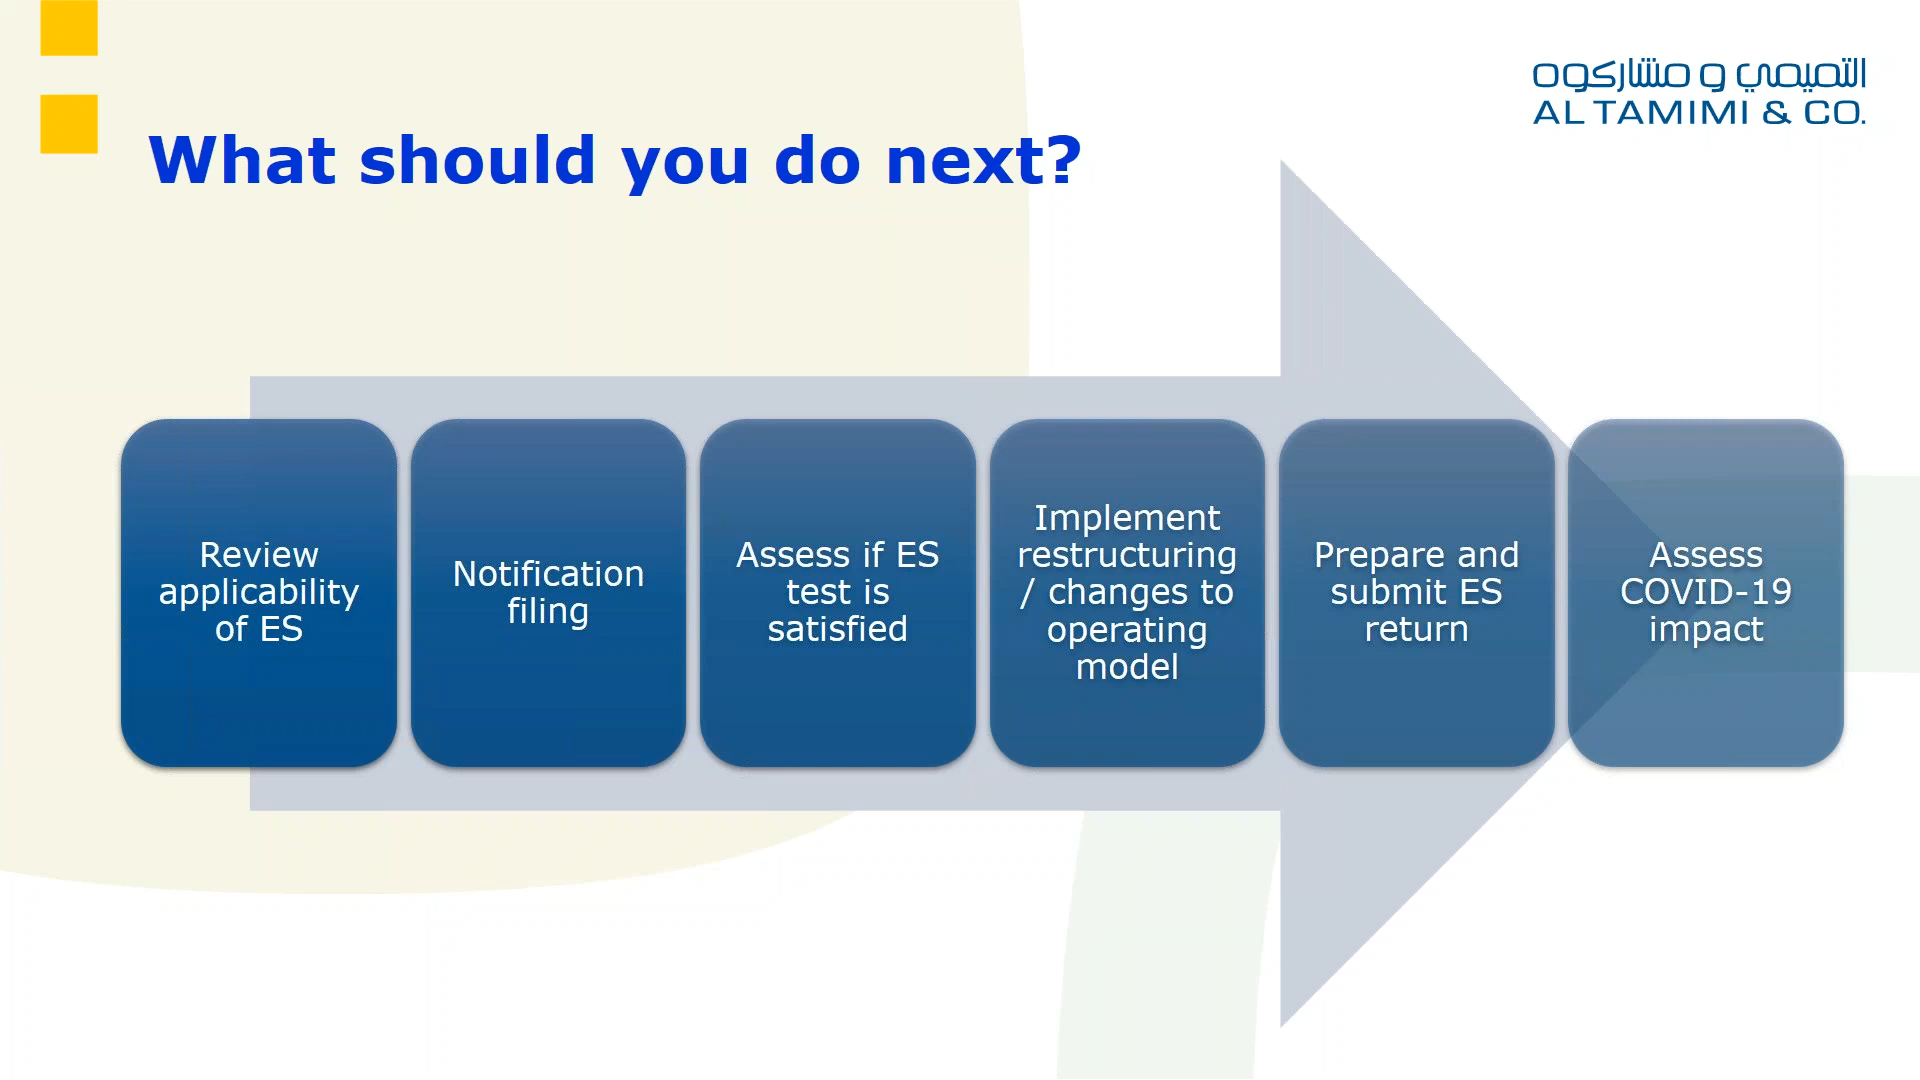 التميمي و مشاركوه
AL TAMIMI & CO.
What should you do next?
Review
applicability
of ES
Notification
filing
Assess if ES
test is
satisfied
Implement
restructuring
/ changes to
operating
model
Prepare and
submit ES
return
Assess
COVID-19
impact